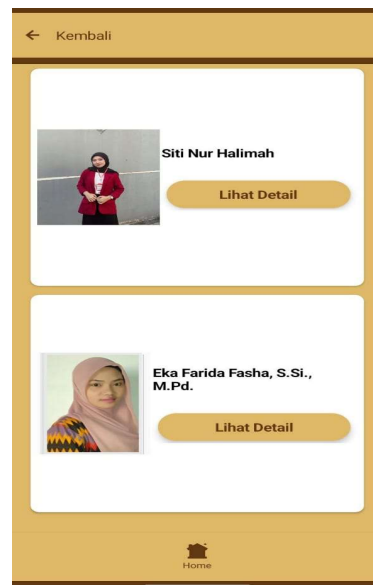 Kembali
Siti Nur Halimah
Lihat Detail
Eka Farida Fasha, S.Si.,
M.Pd.
Lihat Detail
Home